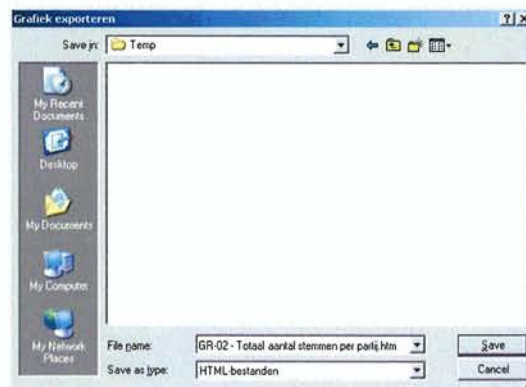 Grafiek exporteren
Save in: Temp
My Recent
Documents
Desktop
My Documents
My Computer
My Network
Places
File name: GR-02 - Totaal aantal stemmen per partij.htm Save
Save as type: HTML-bestanden Cancel